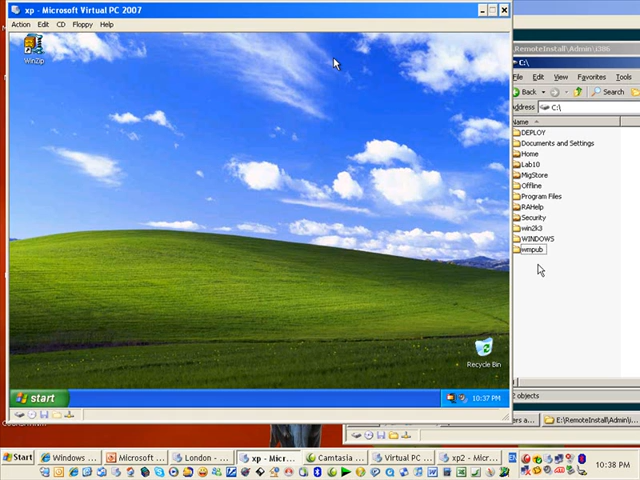 xp - Microsoft Virtual PC 2007
Action Edit CD Floppy Help
WinZip
Recycle Bin
start
10:37 PM
\RemoteInstall\Admin\i386
C:\
File Edit View Favorites Tools
Back Search
Address C:\
Name
DEPLOY
Documents and Settings
Home
Lab10
MigStore
Offline
Program Files
RAHelp
Security
win2k3
WINDOWS
wmpub
2 objects
ers a... E:\RemoteInstall\Admin\i...
Start Windows ... Microsoft ... London - ... xp - Micr... Camtasia ... Virtual PC ... xp2 - Micr...
10:38 PM